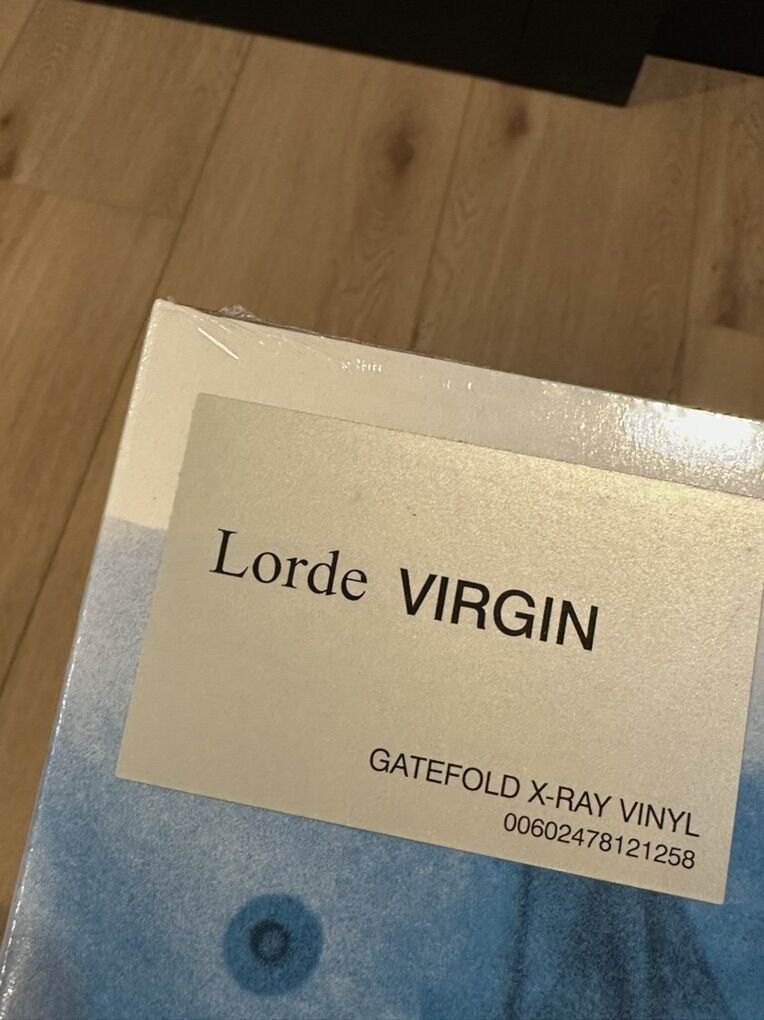 Lorde VIRGIN
GATEFOLD X-RAY VINYL
00602478121258